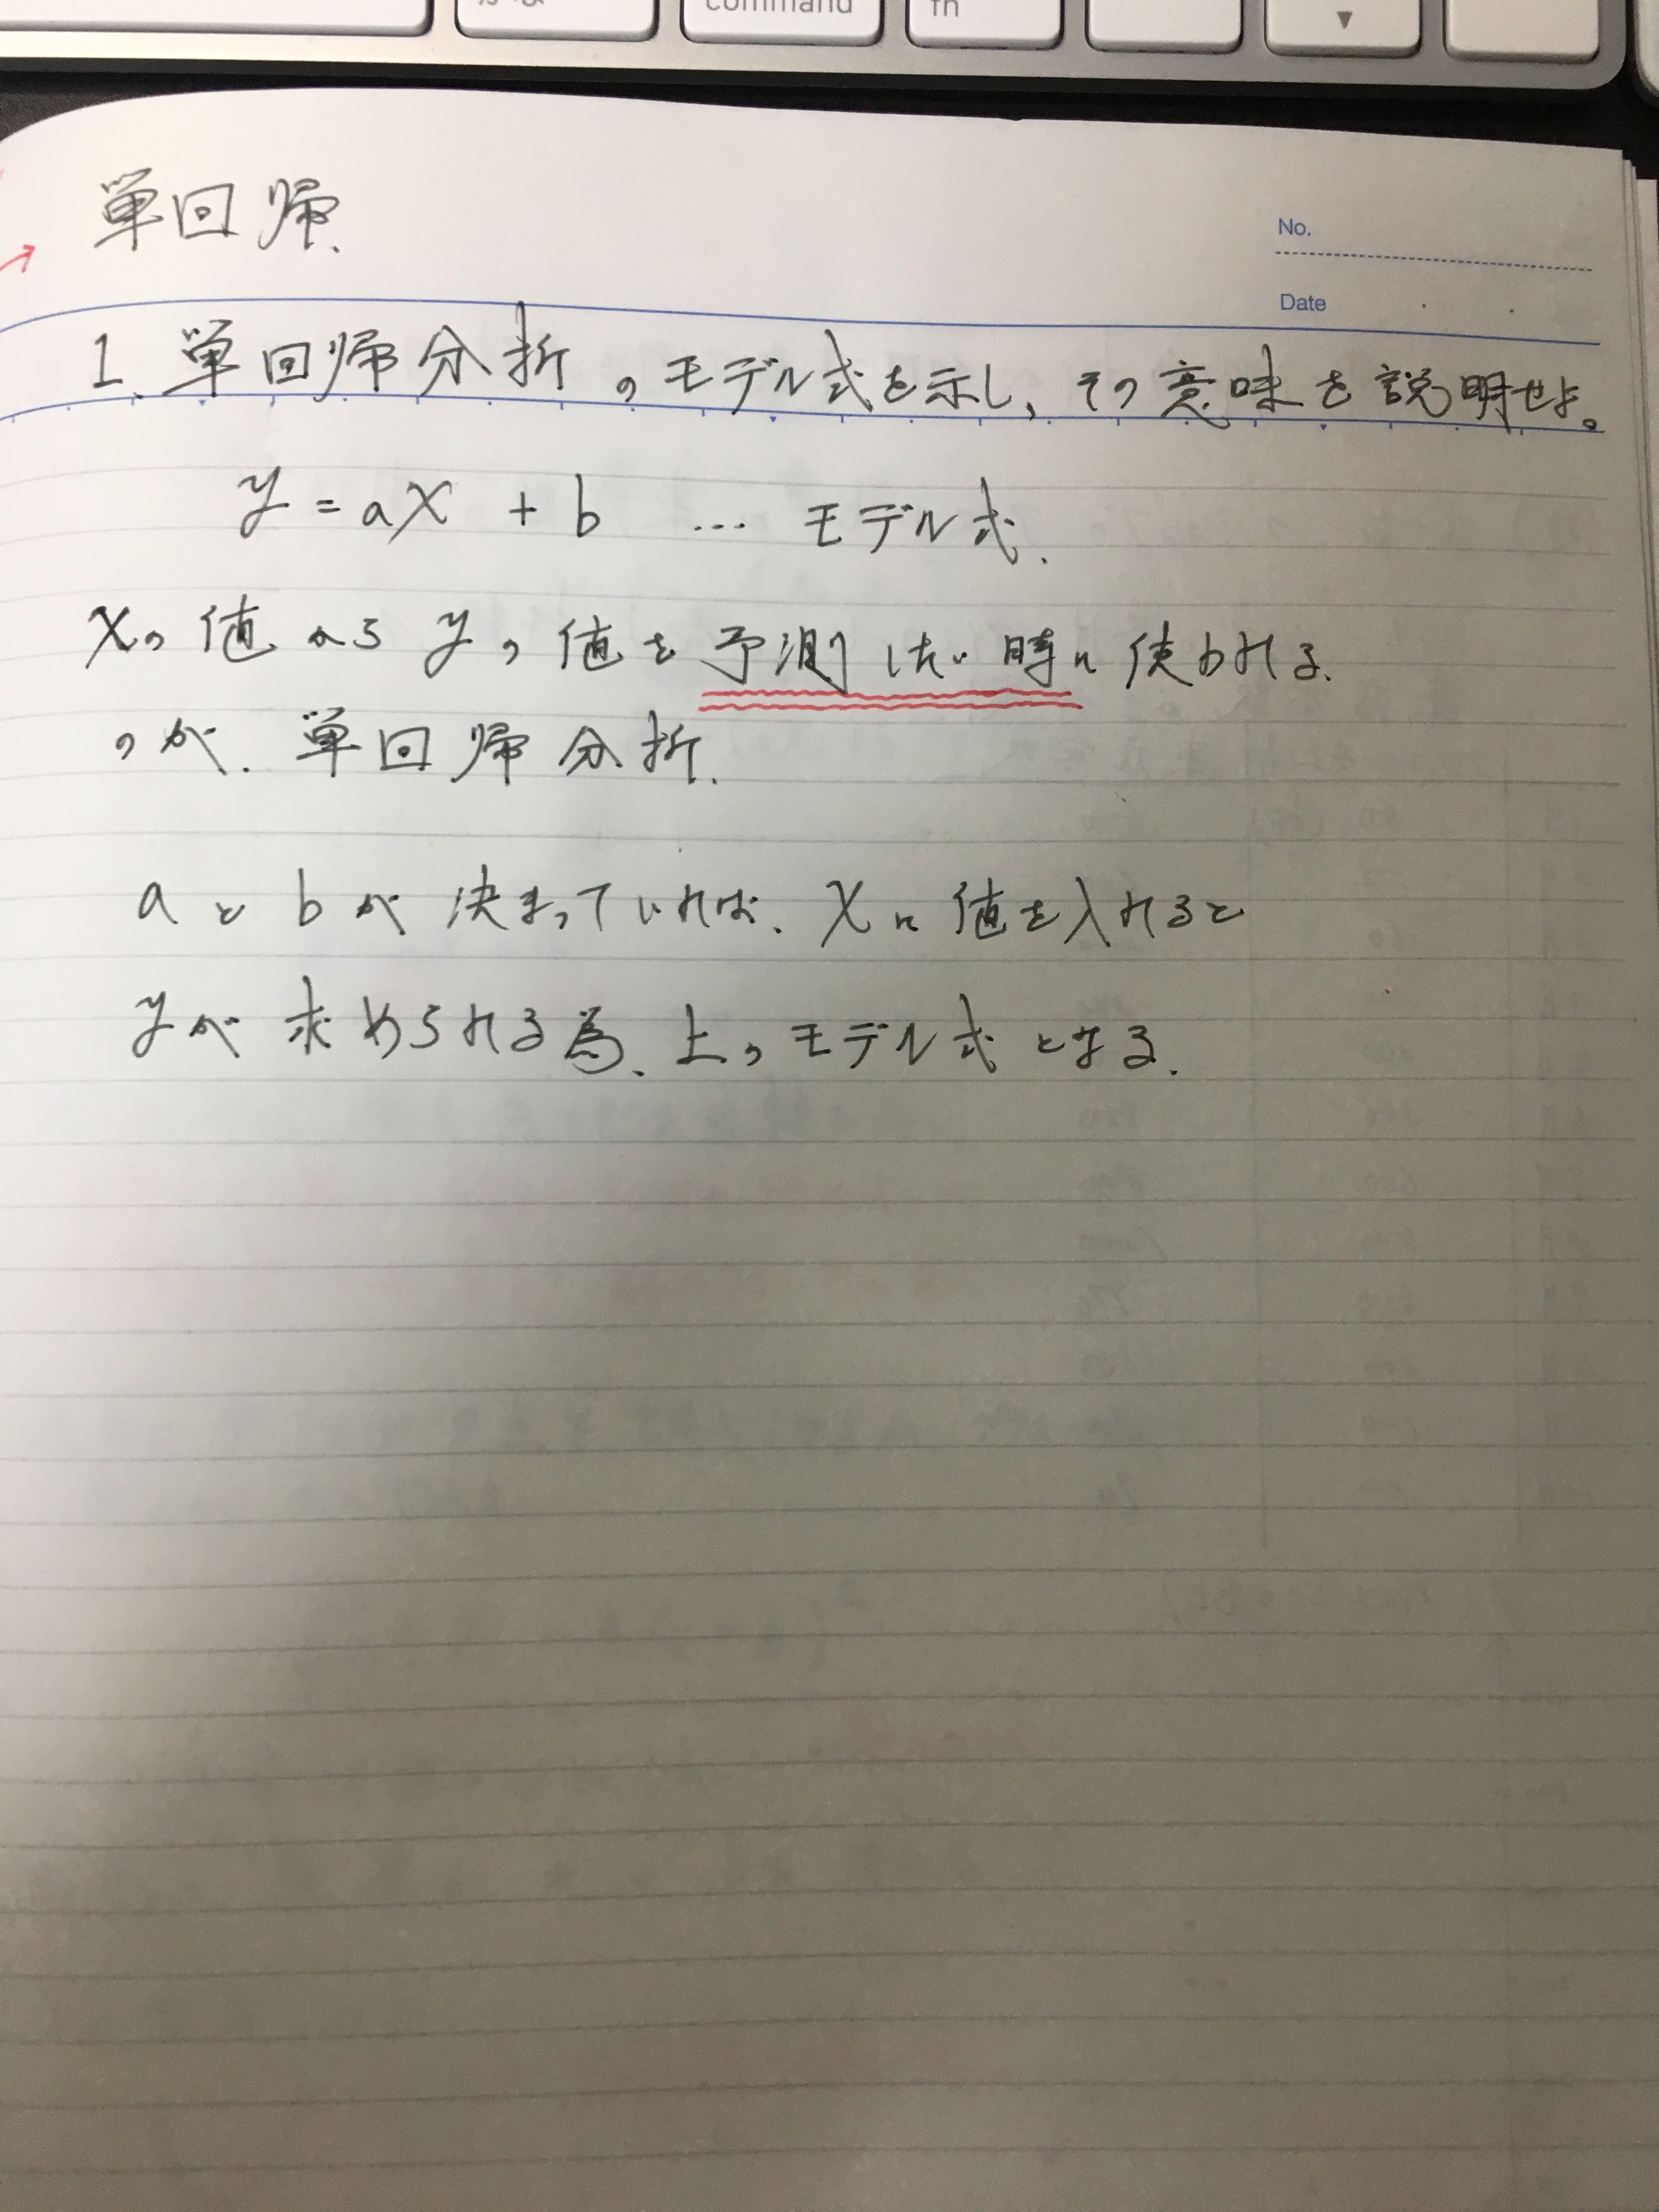 command
fn
単回帰.
No.
Date
1、単回帰分析のモデル式を示し、その意味を説明せよ。
y = aX + b … モデル式.
Xの値からyの値を予測したい時に使われる.
のが、単回帰分析.
aとbが決まっていれば、Xに値を入れると
yが求められる為、上のモデル式となる.